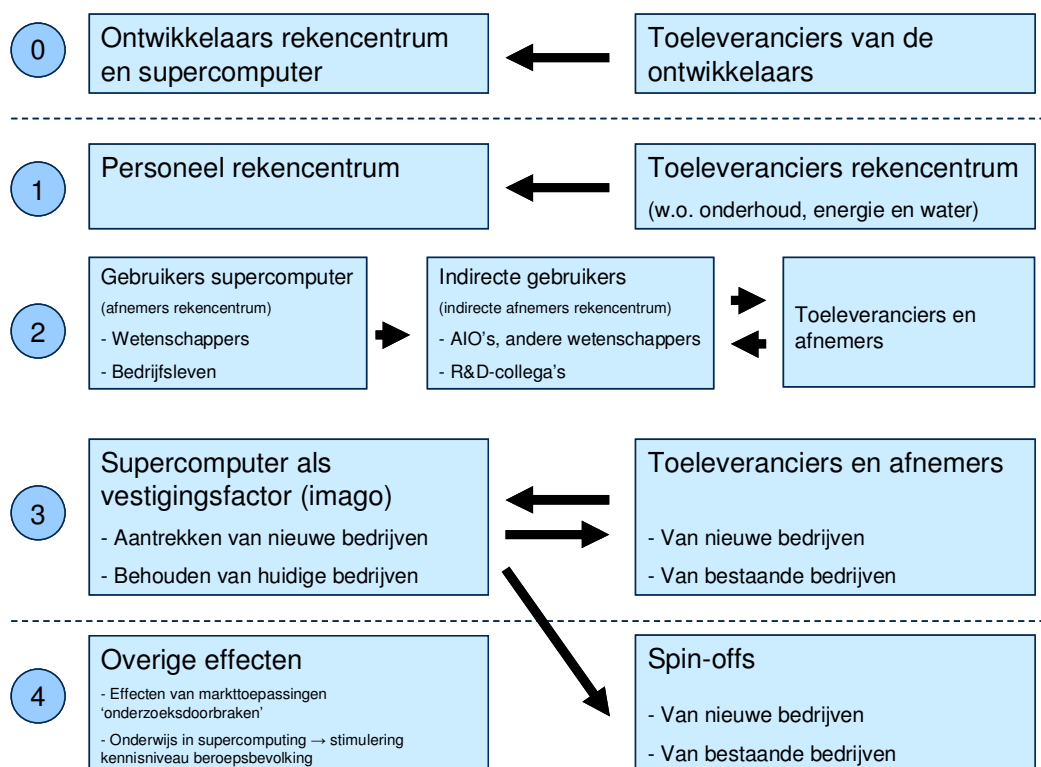 0
Ontwikkelaars rekencentrum
en supercomputer
Toeleveranciers van de
ontwikkelaars
1
Personeel rekencentrum
Toeleveranciers rekencentrum
(w.o. onderhoud, energie en water)
2
Gebruikers supercomputer
(afnemers rekencentrum)
- Wetenschappers
- Bedrijfsleven
Indirecte gebruikers
(indirecte afnemers rekencentrum)
- AIO's, andere wetenschappers
- R&D-collega's
Toeleveranciers en
afnemers
3
Supercomputer als
vestigingsfactor (imago)
- Aantrekken van nieuwe bedrijven
- Behouden van huidige bedrijven
Toeleveranciers en afnemers
- Van nieuwe bedrijven
- Van bestaande bedrijven
4
Overige effecten
- Effecten van markttoepassingen
'onderzoeksdoorbraken'
- Onderwijs in supercomputing → stimulering
kennisniveau beroepsbevolking
Spin-offs
- Van nieuwe bedrijven
- Van bestaande bedrijven